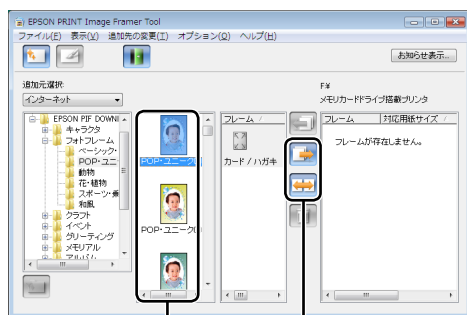 EPSON PRINT Image Framer Tool
ファイル(F) 表示(V) 追加先の変更(T) オプション(O) ヘルプ(H)
お知らせ表示...
追加元選択:
インターネット
F¥
メモリカードドライブ搭載プリンタ
EPSON PIF DOWNL
キャラクタ
フォトフレーム
ベーシック・
POP・ユニ
動物
花・植物
スポーツ・乗
和風
クラフト
イベント
グリーティング
メモリアル
アルバム
POP・ユニーク(
POP・ユニーク(
フレーム /
カード / ハガキ
フレーム / 対応用紙サイズ /
フレームが存在しません。